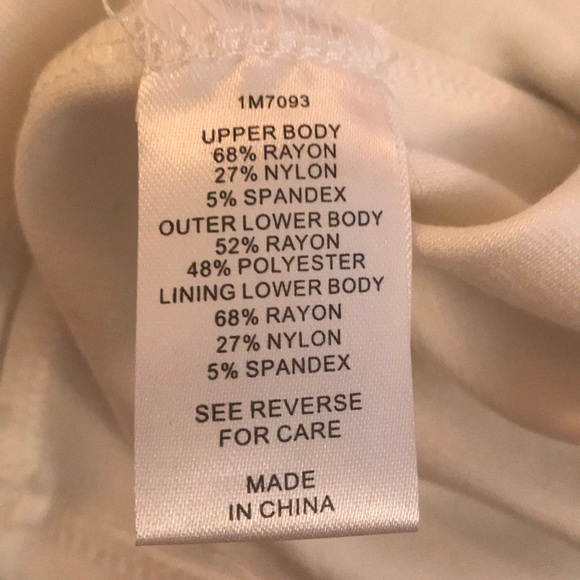 1M7093
UPPER BODY
68% RAYON
27% NYLON
5% SPANDEX
OUTER LOWER BODY
52% RAYON
48% POLYESTER
LINING LOWER BODY
68% RAYON
27% NYLON
5% SPANDEX
SEE REVERSE
FOR CARE
MADE
IN CHINA